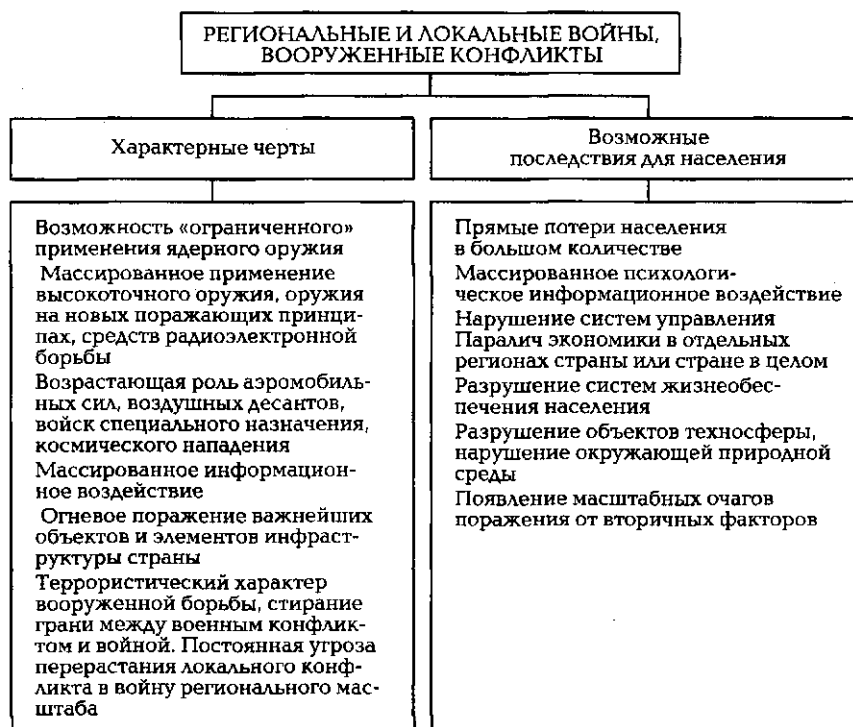 РЕГИОНАЛЬНЫЕ И ЛОКАЛЬНЫЕ ВОЙНЫ,
ВООРУЖЕННЫЕ КОНФЛИКТЫ
Характерные черты
Возможность «ограниченного»
применения ядерного оружия
Массированное применение
высокоточного оружия, оружия
на новых поражающих принци-
пах, средств радиоэлектронной
борьбы
Возрастающая роль аэромобиль-
ных сил, воздушных десантов,
войск специального назначения,
космического нападения
Массированное информацион-
ное воздействие
Огневое поражение важнейших
объектов и элементов инфраст-
руктуры страны
Террористический характер
вооруженной борьбы, стирание
грани между военным конфлик-
том и войной. Постоянная угроза
перерастания локального конф-
ликта в войну регионального мас-
штаба
Возможные
последствия для населения
Прямые потери населения
в большом количестве
Массированное психологи-
ческое информационное воздействие
Нарушение систем управления
Паралич экономики в отдельных
регионах страны или стране в целом
Разрушение систем жизнеобес-
печения населения
Разрушение объектов техносферы,
нарушение окружающей природной
среды
Появление масштабных очагов
поражения от вторичных факторов